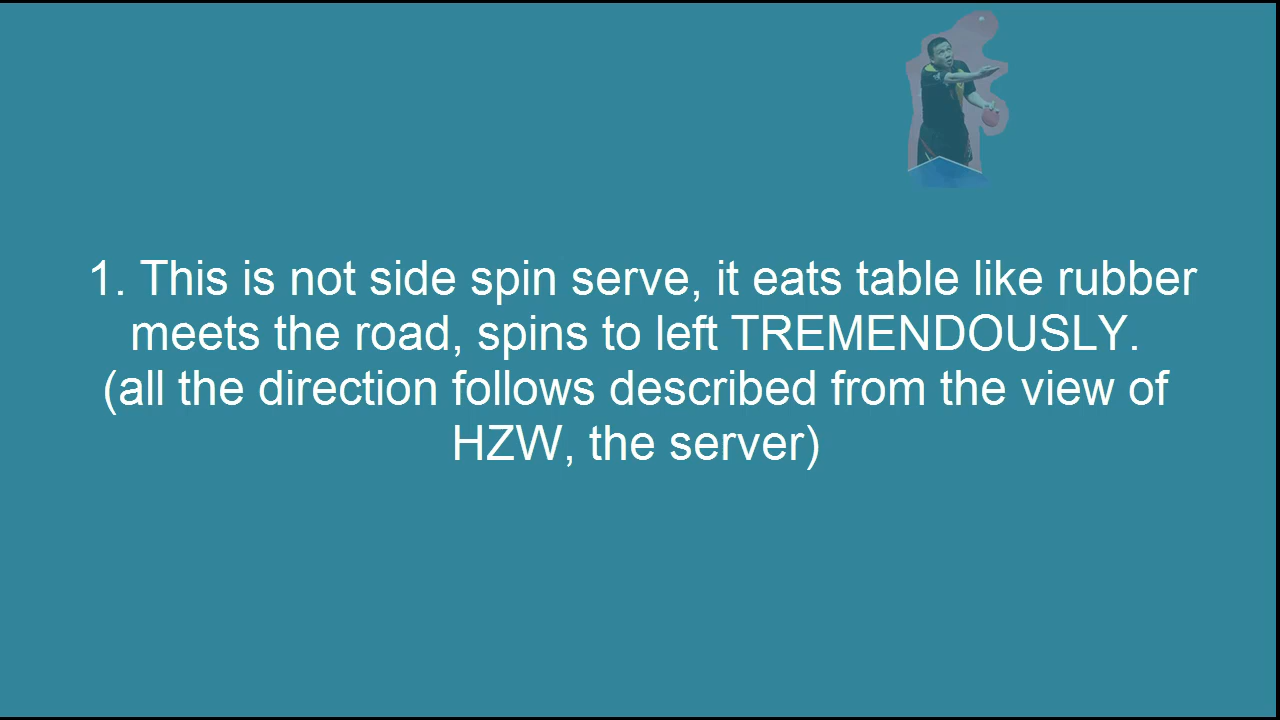 1. This is not side spin serve, it eats table like rubber
meets the road, spins to left TREMENDOUSLY.
(all the direction follows described from the view of
HZW, the server)